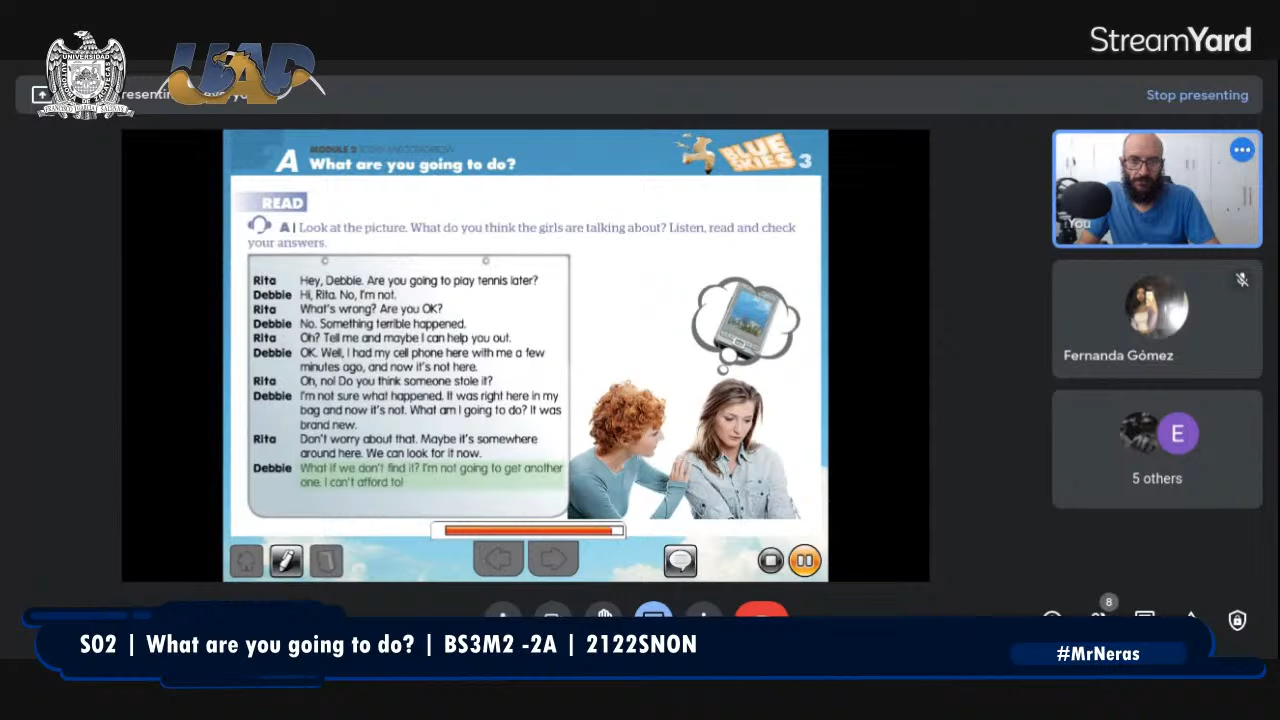 StreamYard
UNIVERSIDAD
UAP
Stop presenting
A
What are you going to do?
BLUE
SKIES 3
READ
A | Look at the picture. What do you think the girls are talking about? Listen, read and check
your answers.
Rita Hey, Debbie. Are you going to play tennis later?
Debbie Hi, Rita. No, I'm not.
Rita What's wrong? Are you OK?
Debbie No. Something terrible happened.
Rita Oh? Tell me and maybe I can help you out.
Debbie OK. Well, I had my cell phone here with me a few
minutes ago, and now it's not here.
Rita Oh, no! Do you think someone stole it?
Debbie I'm not sure what happened. It was right here in my
bag and now it's not. What am I going to do? It was
brand new.
Rita Don't worry about that. Maybe it's somewhere
around here. We can look for it now.
Debbie What if we don't find it? I'm not going to get another
one. I can't afford to!
You
Fernanda Gómez
E
5 others
8
S02 | What are you going to do? | BS3M2 -2A | 2122SNON
#MrNeras